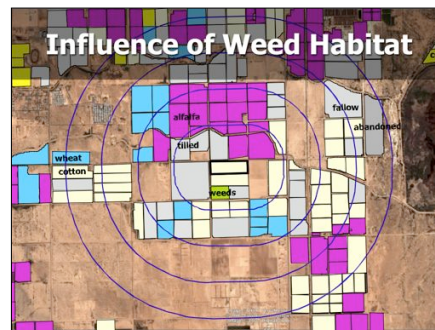 Influence of Weed Habitat
alfalfa
fallow
abandoned
tilled
wheat
cotton
weeds